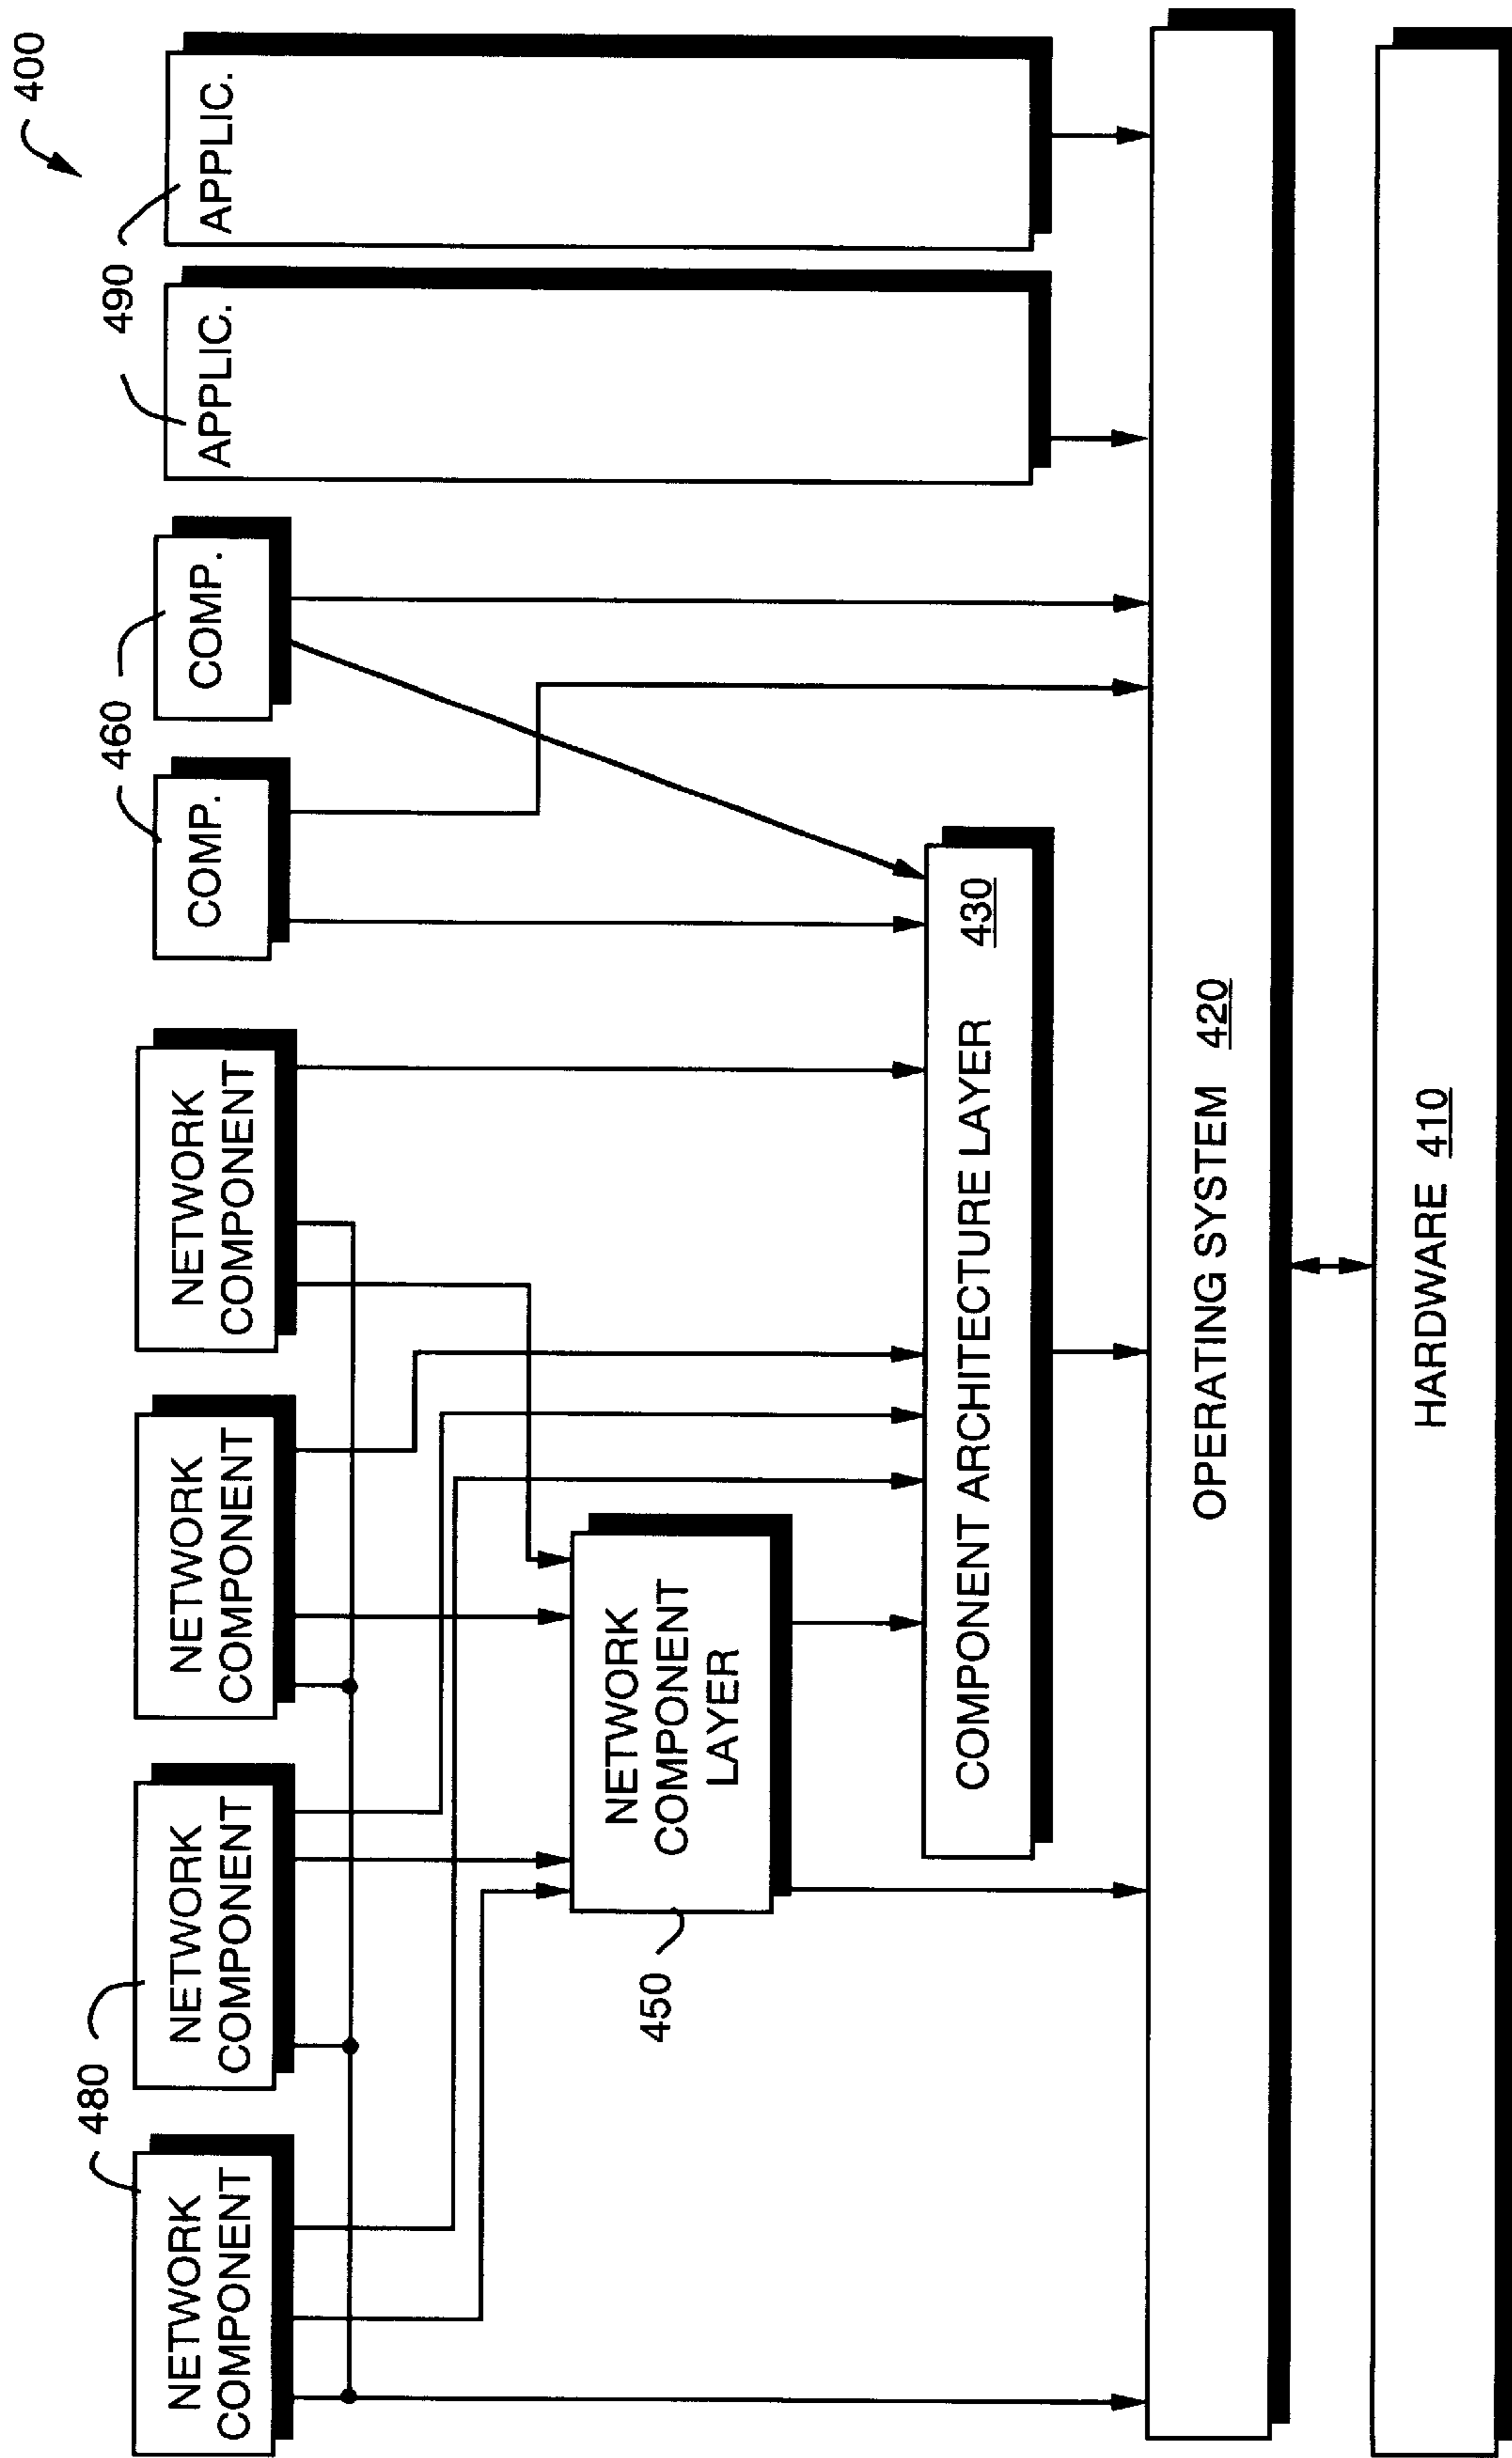 400
490
480
460
NETWORK
COMPONENT
NETWORK
COMPONENT
NETWORK
COMPONENT
NETWORK
COMPONENT
COMP.
COMP.
APPLIC.
APPLIC.
450
NETWORK
COMPONENT
LAYER
COMPONENT ARCHITECTURE LAYER 430
OPERATING SYSTEM 420
HARDWARE 410